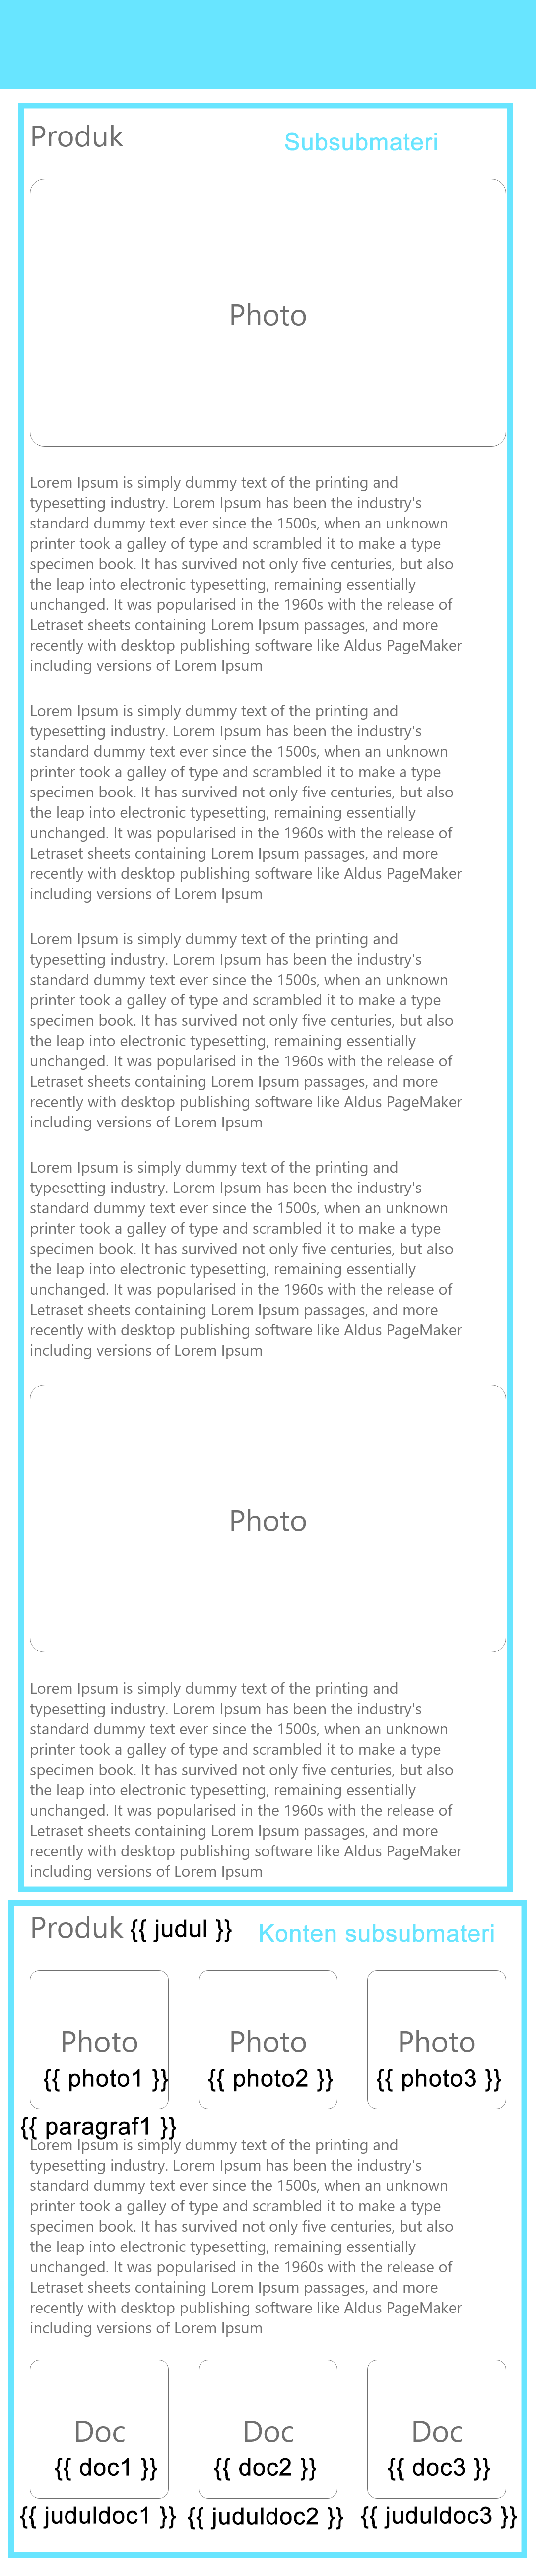 Produk
Subsubmateri
Photo
Lorem Ipsum is simply dummy text of the printing and
typesetting industry. Lorem Ipsum has been the industry's
standard dummy text ever since the 1500s, when an unknown
printer took a galley of type and scrambled it to make a type
specimen book. It has survived not only five centuries, but also
the leap into electronic typesetting, remaining essentially
unchanged. It was popularised in the 1960s with the release of
Letraset sheets containing Lorem Ipsum passages, and more
recently with desktop publishing software like Aldus PageMaker
including versions of Lorem Ipsum
Lorem Ipsum is simply dummy text of the printing and
typesetting industry. Lorem Ipsum has been the industry's
standard dummy text ever since the 1500s, when an unknown
printer took a galley of type and scrambled it to make a type
specimen book. It has survived not only five centuries, but also
the leap into electronic typesetting, remaining essentially
unchanged. It was popularised in the 1960s with the release of
Letraset sheets containing Lorem Ipsum passages, and more
recently with desktop publishing software like Aldus PageMaker
including versions of Lorem Ipsum
Lorem Ipsum is simply dummy text of the printing and
typesetting industry. Lorem Ipsum has been the industry's
standard dummy text ever since the 1500s, when an unknown
printer took a galley of type and scrambled it to make a type
specimen book. It has survived not only five centuries, but also
the leap into electronic typesetting, remaining essentially
unchanged. It was popularised in the 1960s with the release of
Letraset sheets containing Lorem Ipsum passages, and more
recently with desktop publishing software like Aldus PageMaker
including versions of Lorem Ipsum
Lorem Ipsum is simply dummy text of the printing and
typesetting industry. Lorem Ipsum has been the industry's
standard dummy text ever since the 1500s, when an unknown
printer took a galley of type and scrambled it to make a type
specimen book. It has survived not only five centuries, but also
the leap into electronic typesetting, remaining essentially
unchanged. It was popularised in the 1960s with the release of
Letraset sheets containing Lorem Ipsum passages, and more
recently with desktop publishing software like Aldus PageMaker
including versions of Lorem Ipsum
Photo
Lorem Ipsum is simply dummy text of the printing and
typesetting industry. Lorem Ipsum has been the industry's
standard dummy text ever since the 1500s, when an unknown
printer took a galley of type and scrambled it to make a type
specimen book. It has survived not only five centuries, but also
the leap into electronic typesetting, remaining essentially
unchanged. It was popularised in the 1960s with the release of
Letraset sheets containing Lorem Ipsum passages, and more
recently with desktop publishing software like Aldus PageMaker
including versions of Lorem Ipsum
Produk {{ judul }}
Konten subsubmateri
Photo Photo Photo
{{ photo1 }} {{ photo2 }} {{ photo3 }}
{{ paragraf1 }}
Lorem Ipsum is simply dummy text of the printing and
typesetting industry. Lorem Ipsum has been the industry's
standard dummy text ever since the 1500s, when an unknown
printer took a galley of type and scrambled it to make a type
specimen book. It has survived not only five centuries, but also
the leap into electronic typesetting, remaining essentially
unchanged. It was popularised in the 1960s with the release of
Letraset sheets containing Lorem Ipsum passages, and more
recently with desktop publishing software like Aldus PageMaker
including versions of Lorem Ipsum
Doc Doc Doc
{{ doc1 }} {{ doc2 }} {{ doc3 }}
{{ juduldoc1 }} {{ juduldoc2 }} {{ juduldoc3 }}